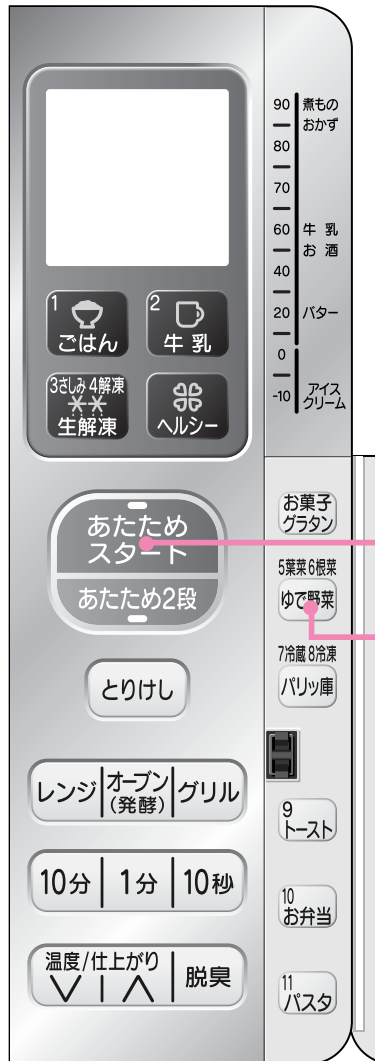 90 煮もの
おかず
80
70
60 牛乳
お酒
40
20 バター
0
-10 アイス
クリーム
1 ごはん
2 牛乳
3さしみ 4解凍
生解凍
ヘルシー
あたため
スタート
あたため2段
とりけし
レンジ オーブン(発酵) グリル
10分 1分 10秒
温度/仕上がり 脱臭
お菓子
グラタン
5葉菜 6根菜
ゆで野菜
7冷蔵 8冷凍
パリッ庫
9
トースト
10
お弁当
11
パスタ